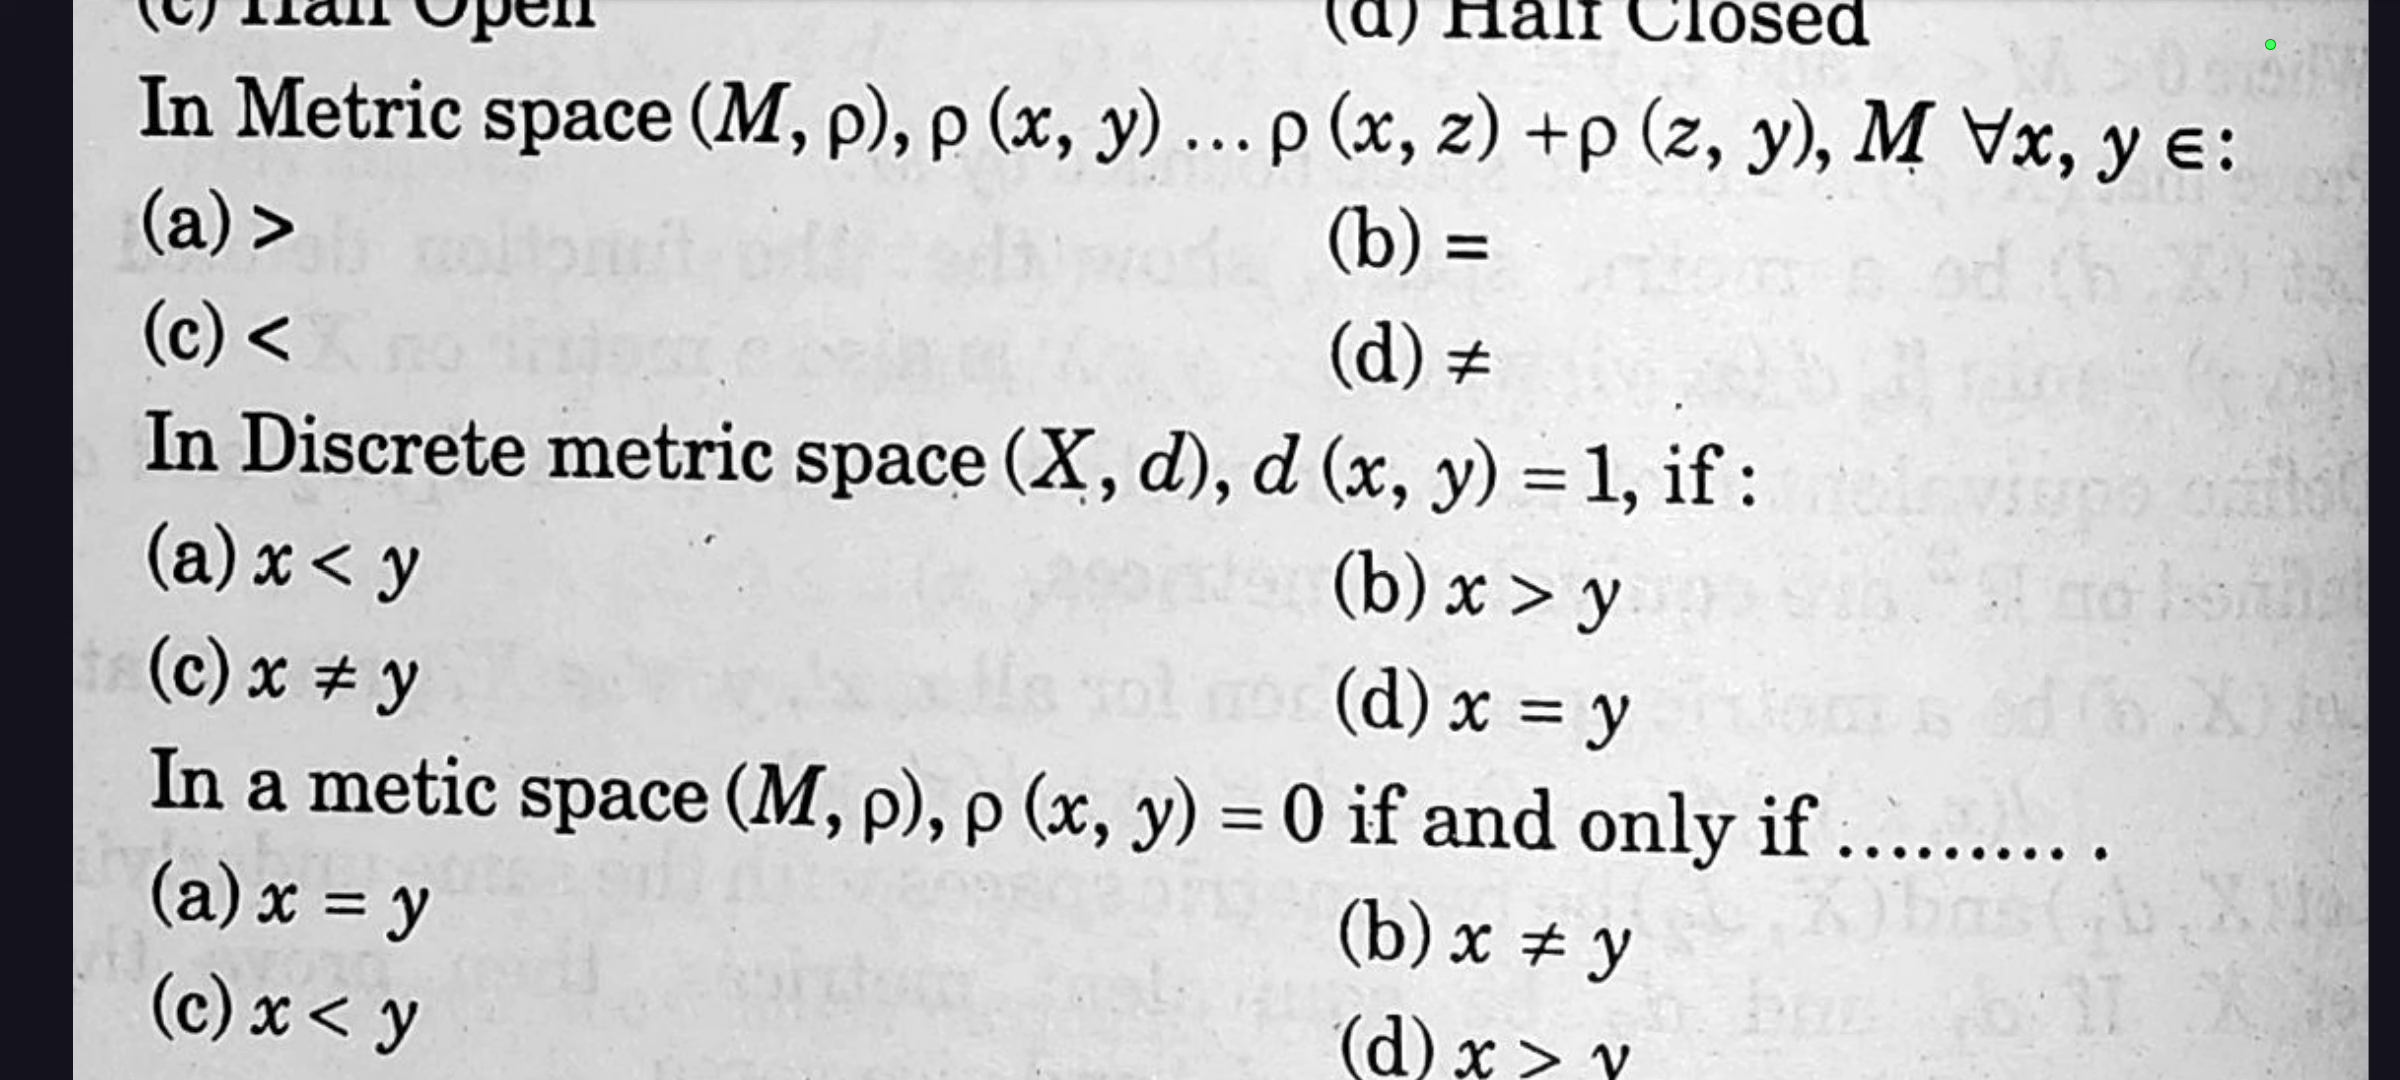 (c) Half Open (d) Half Closed
In Metric space (M, ρ), ρ (x, y) ... ρ (x, z) +ρ (z, y), M ∀x, y ∈:
(a) > (b) =
(c) < (d) ≠
In Discrete metric space (X, d), d (x, y) = 1, if :
(a) x < y (b) x > y
(c) x ≠ y (d) x = y
In a metic space (M, ρ), ρ (x, y) = 0 if and only if .......... .
(a) x = y (b) x ≠ y
(c) x < y (d) x > y